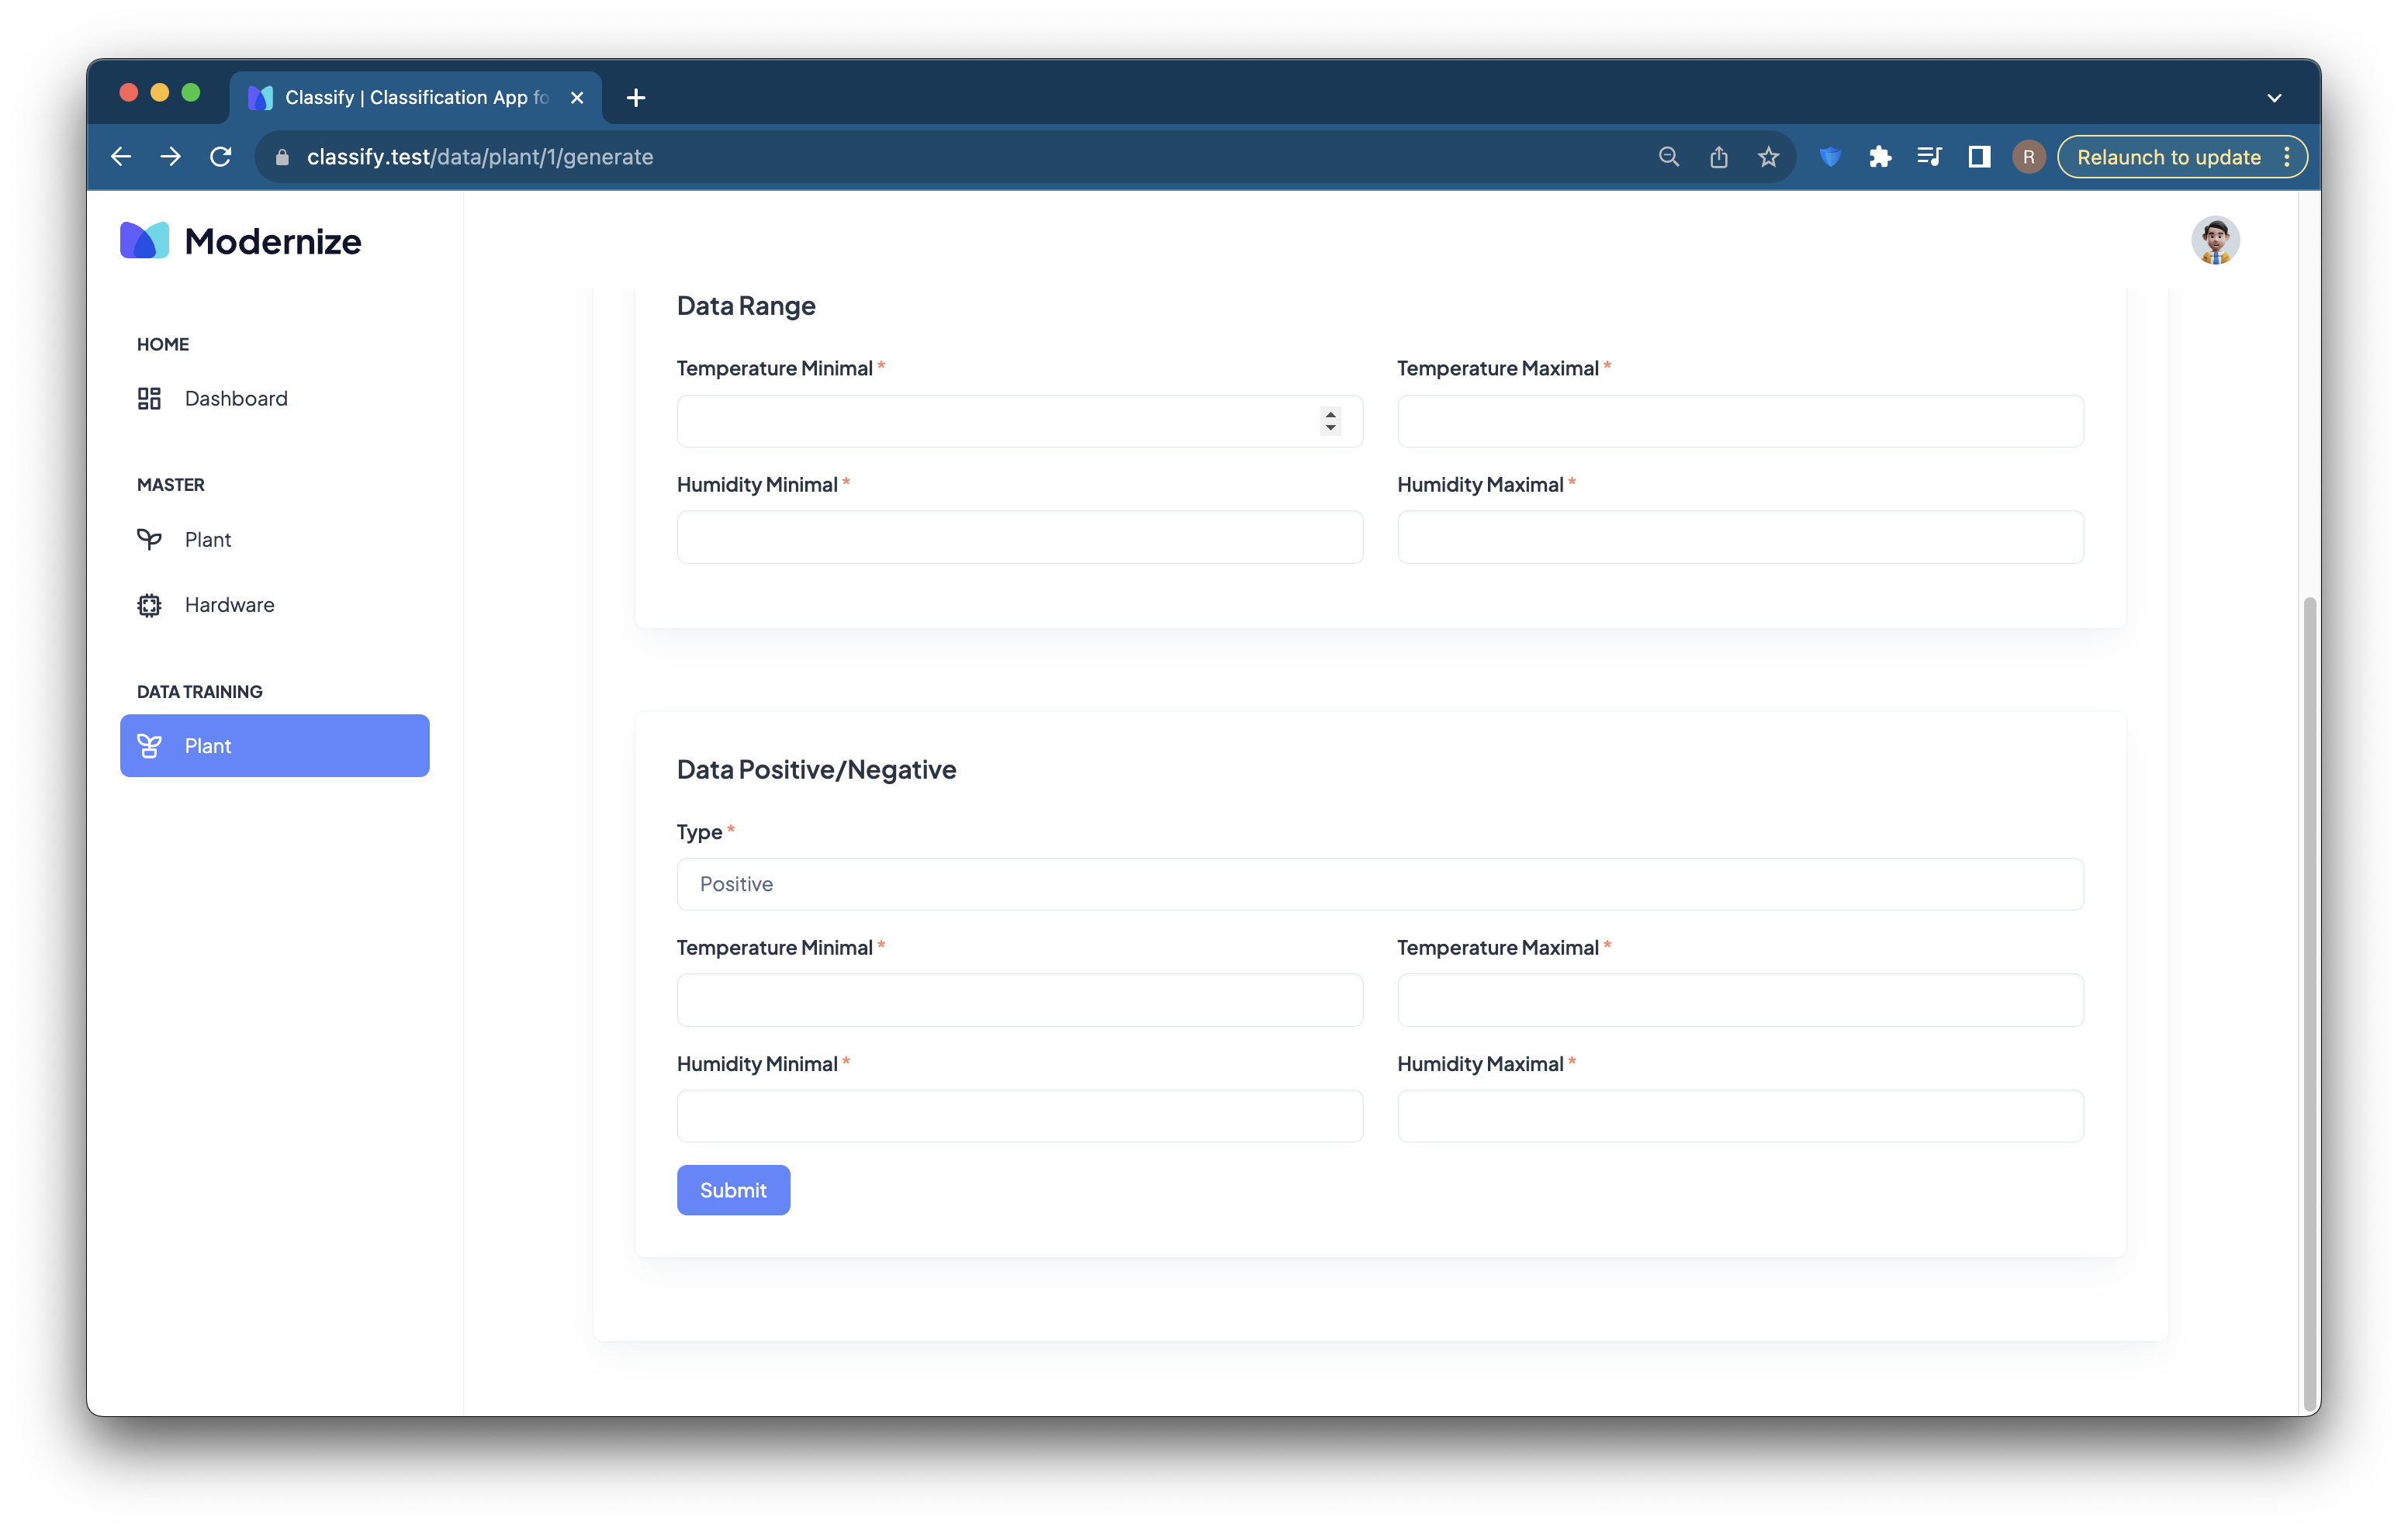 Classify | Classification App fo
classify.test/data/plant/1/generate
R
Relaunch to update
Modernize
HOME
Dashboard
MASTER
Plant
Hardware
DATA TRAINING
Plant
Data Range
Temperature Minimal *
Temperature Maximal *
Humidity Minimal *
Humidity Maximal *
Data Positive/Negative
Type *
Positive
Temperature Minimal *
Temperature Maximal *
Humidity Minimal *
Humidity Maximal *
Submit